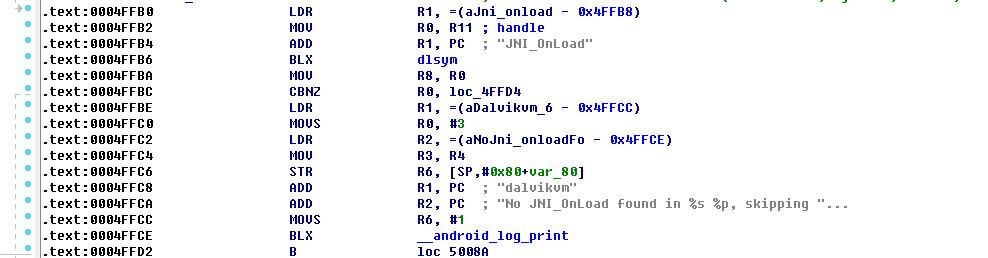 .text:0004FFB0 LDR R1, =(aJni_onload - 0x4FFB8)
.text:0004FFB2 MOV R0, R11 ; handle
.text:0004FFB4 ADD R1, PC ; "JNI_OnLoad"
.text:0004FFB6 BLX dlsym
.text:0004FFBA MOV R8, R0
.text:0004FFBC CBNZ R0, loc_4FFD4
.text:0004FFBE LDR R1, =(aDalvikvm_6 - 0x4FFCC)
.text:0004FFC0 MOVS R0, #3
.text:0004FFC2 LDR R2, =(aNoJni_onloadFo - 0x4FFCE)
.text:0004FFC4 MOV R3, R4
.text:0004FFC6 STR R6, [SP,#0x80+var_80]
.text:0004FFC8 ADD R1, PC ; "dalvikvm"
.text:0004FFCA ADD R2, PC ; "No JNI_OnLoad found in %s %p, skipping "...
.text:0004FFCC MOVS R6, #1
.text:0004FFCE BLX __android_log_print
.text:0004FFD2 B loc_5008A